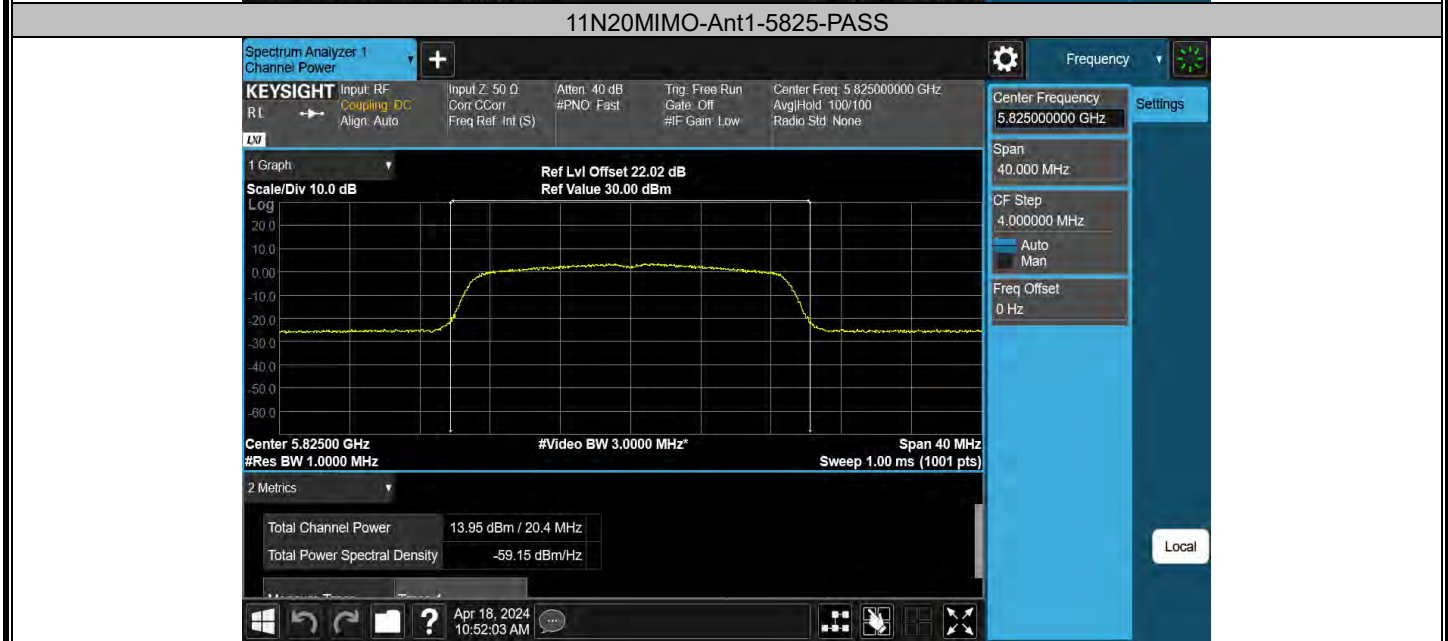 11N20MIMO-Ant1-5825-PASS
Spectrum Analyzer 1
Channel Power
Frequency
KEYSIGHT
RL
LXI
Input: RF
Coupling: DC
Align: Auto
Input Z: 50 Ω
Corr CCorr
Freq Ref: Int (S)
Atten: 40 dB
#PNO: Fast
Trig: Free Run
Gate: Off
#IF Gain: Low
Center Freq: 5.825000000 GHz
Avg|Hold: 100/100
Radio Std: None
Center Frequency
5.825000000 GHz
Settings
Span
40.000 MHz
CF Step
4.000000 MHz
Auto
Man
Freq Offset
0 Hz
1 Graph
Scale/Div 10.0 dB
Ref Lvl Offset 22.02 dB
Ref Value 30.00 dBm
Log
20.0
10.0
0.00
-10.0
-20.0
-30.0
-40.0
-50.0
-60.0
Center 5.82500 GHz
#Video BW 3.0000 MHz*
Span 40 MHz
#Res BW 1.0000 MHz
Sweep 1.00 ms (1001 pts)
2 Metrics
Total Channel Power 13.95 dBm / 20.4 MHz
Total Power Spectral Density -59.15 dBm/Hz
Local
?
Apr 18, 2024
10:52:03 AM